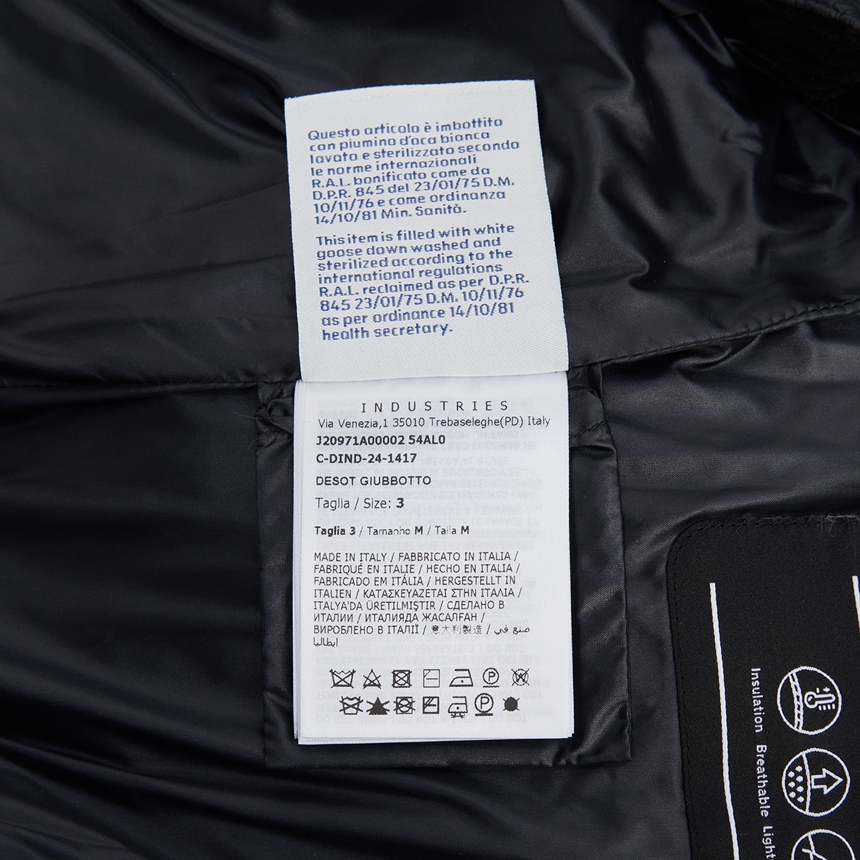 Questo articolo è imbottito
con piumino d'oca bianca
lavato e sterilizzato secondo
le norme internazionali
R.A.L. bonificato come da
D.P.R. 845 del 23/01/75 D.M.
10/11/76 e come ordinanza
14/10/81 Min. Sanità.
This item is filled with white
goose down washed and
sterilized according to the
international regulations
R.A.L. reclaimed as per D.P.R.
845 23/01/75 D.M. 10/11/76
as per ordinance 14/10/81
health secretary.
INDUSTRIES
Via Venezia,1 35010 Trebaseleghe(PD) Italy
J20971A00002 54AL0
C-DIND-24-1417
DESOT GIUBBOTTO
Taglia / Size: 3
Taglia 3 / Tamanho M / Talla M
MADE IN ITALY / FABBRICATO IN ITALIA /
FABRIQUÉ EN ITALIE / HECHO EN ITALIA /
FABRICADO EM ITÁLIA / HERGESTELLT IN
ITALIEN / ΚΑΤΑΣΚΕΥΑΖΕΤΑΙ ΣΤΗΝ ΙΤΑΛΙΑ /
ITALYA'DA ÜRETILMIŞTIR / СДЕЛАНО В
ИТАЛИИ / ИТАЛИЯДА ЖАСАЛҒАН /
ВИРОБЛЕНО В ІТАЛІЇ / 意大利製造 / صنع في
ايطاليا
Insulation
Breathable
Light